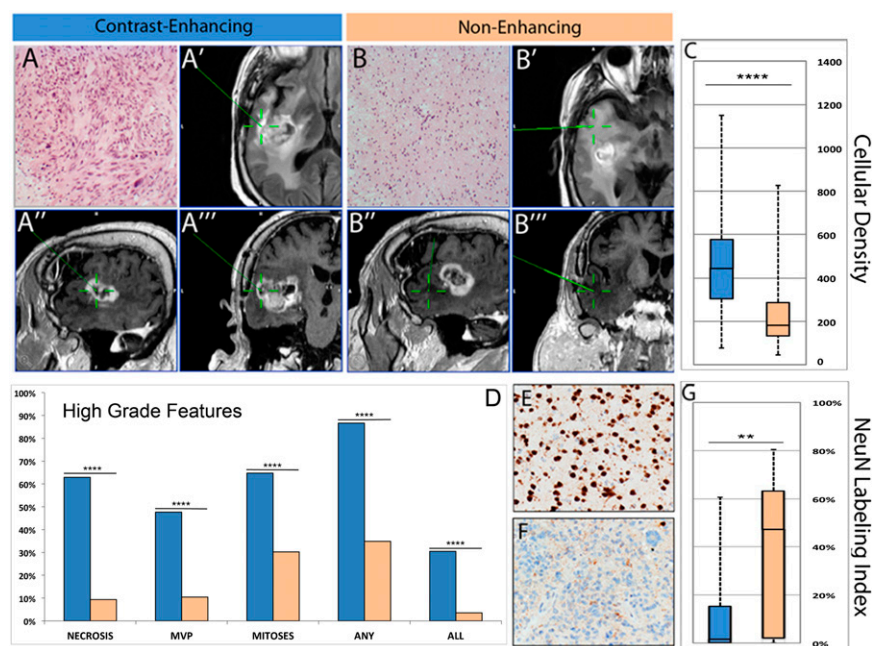 Contrast-Enhancing
Non-Enhancing
A
A'
B
B'
A''
A'''
B''
B'''
C
****
1400
1200
1000
800
600
400
200
0
Cellular Density
High Grade Features
D
100%
90%
80%
70%
60%
50%
40%
30%
20%
10%
0%
****
****
****
****
****
NECROSIS
MVP
MITOSES
ANY
ALL
E
F
G
**
100%
80%
60%
40%
20%
0%
NeuN Labeling Index